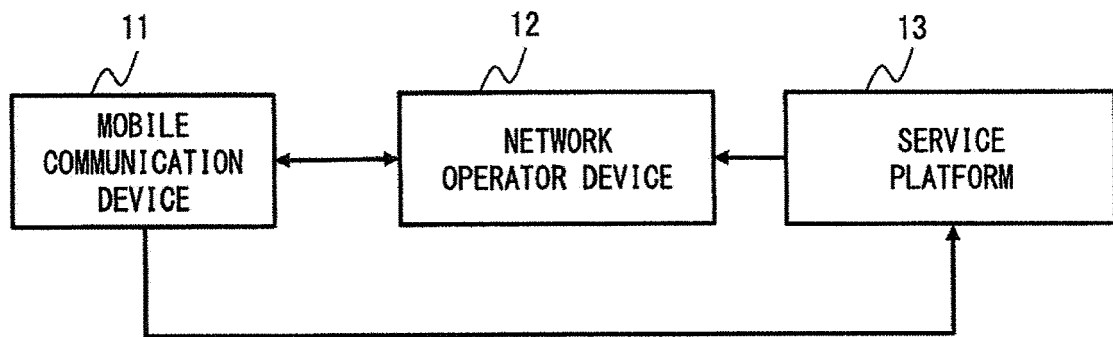 11
12
13
MOBILE
COMMUNICATION
DEVICE
NETWORK
OPERATOR DEVICE
SERVICE
PLATFORM